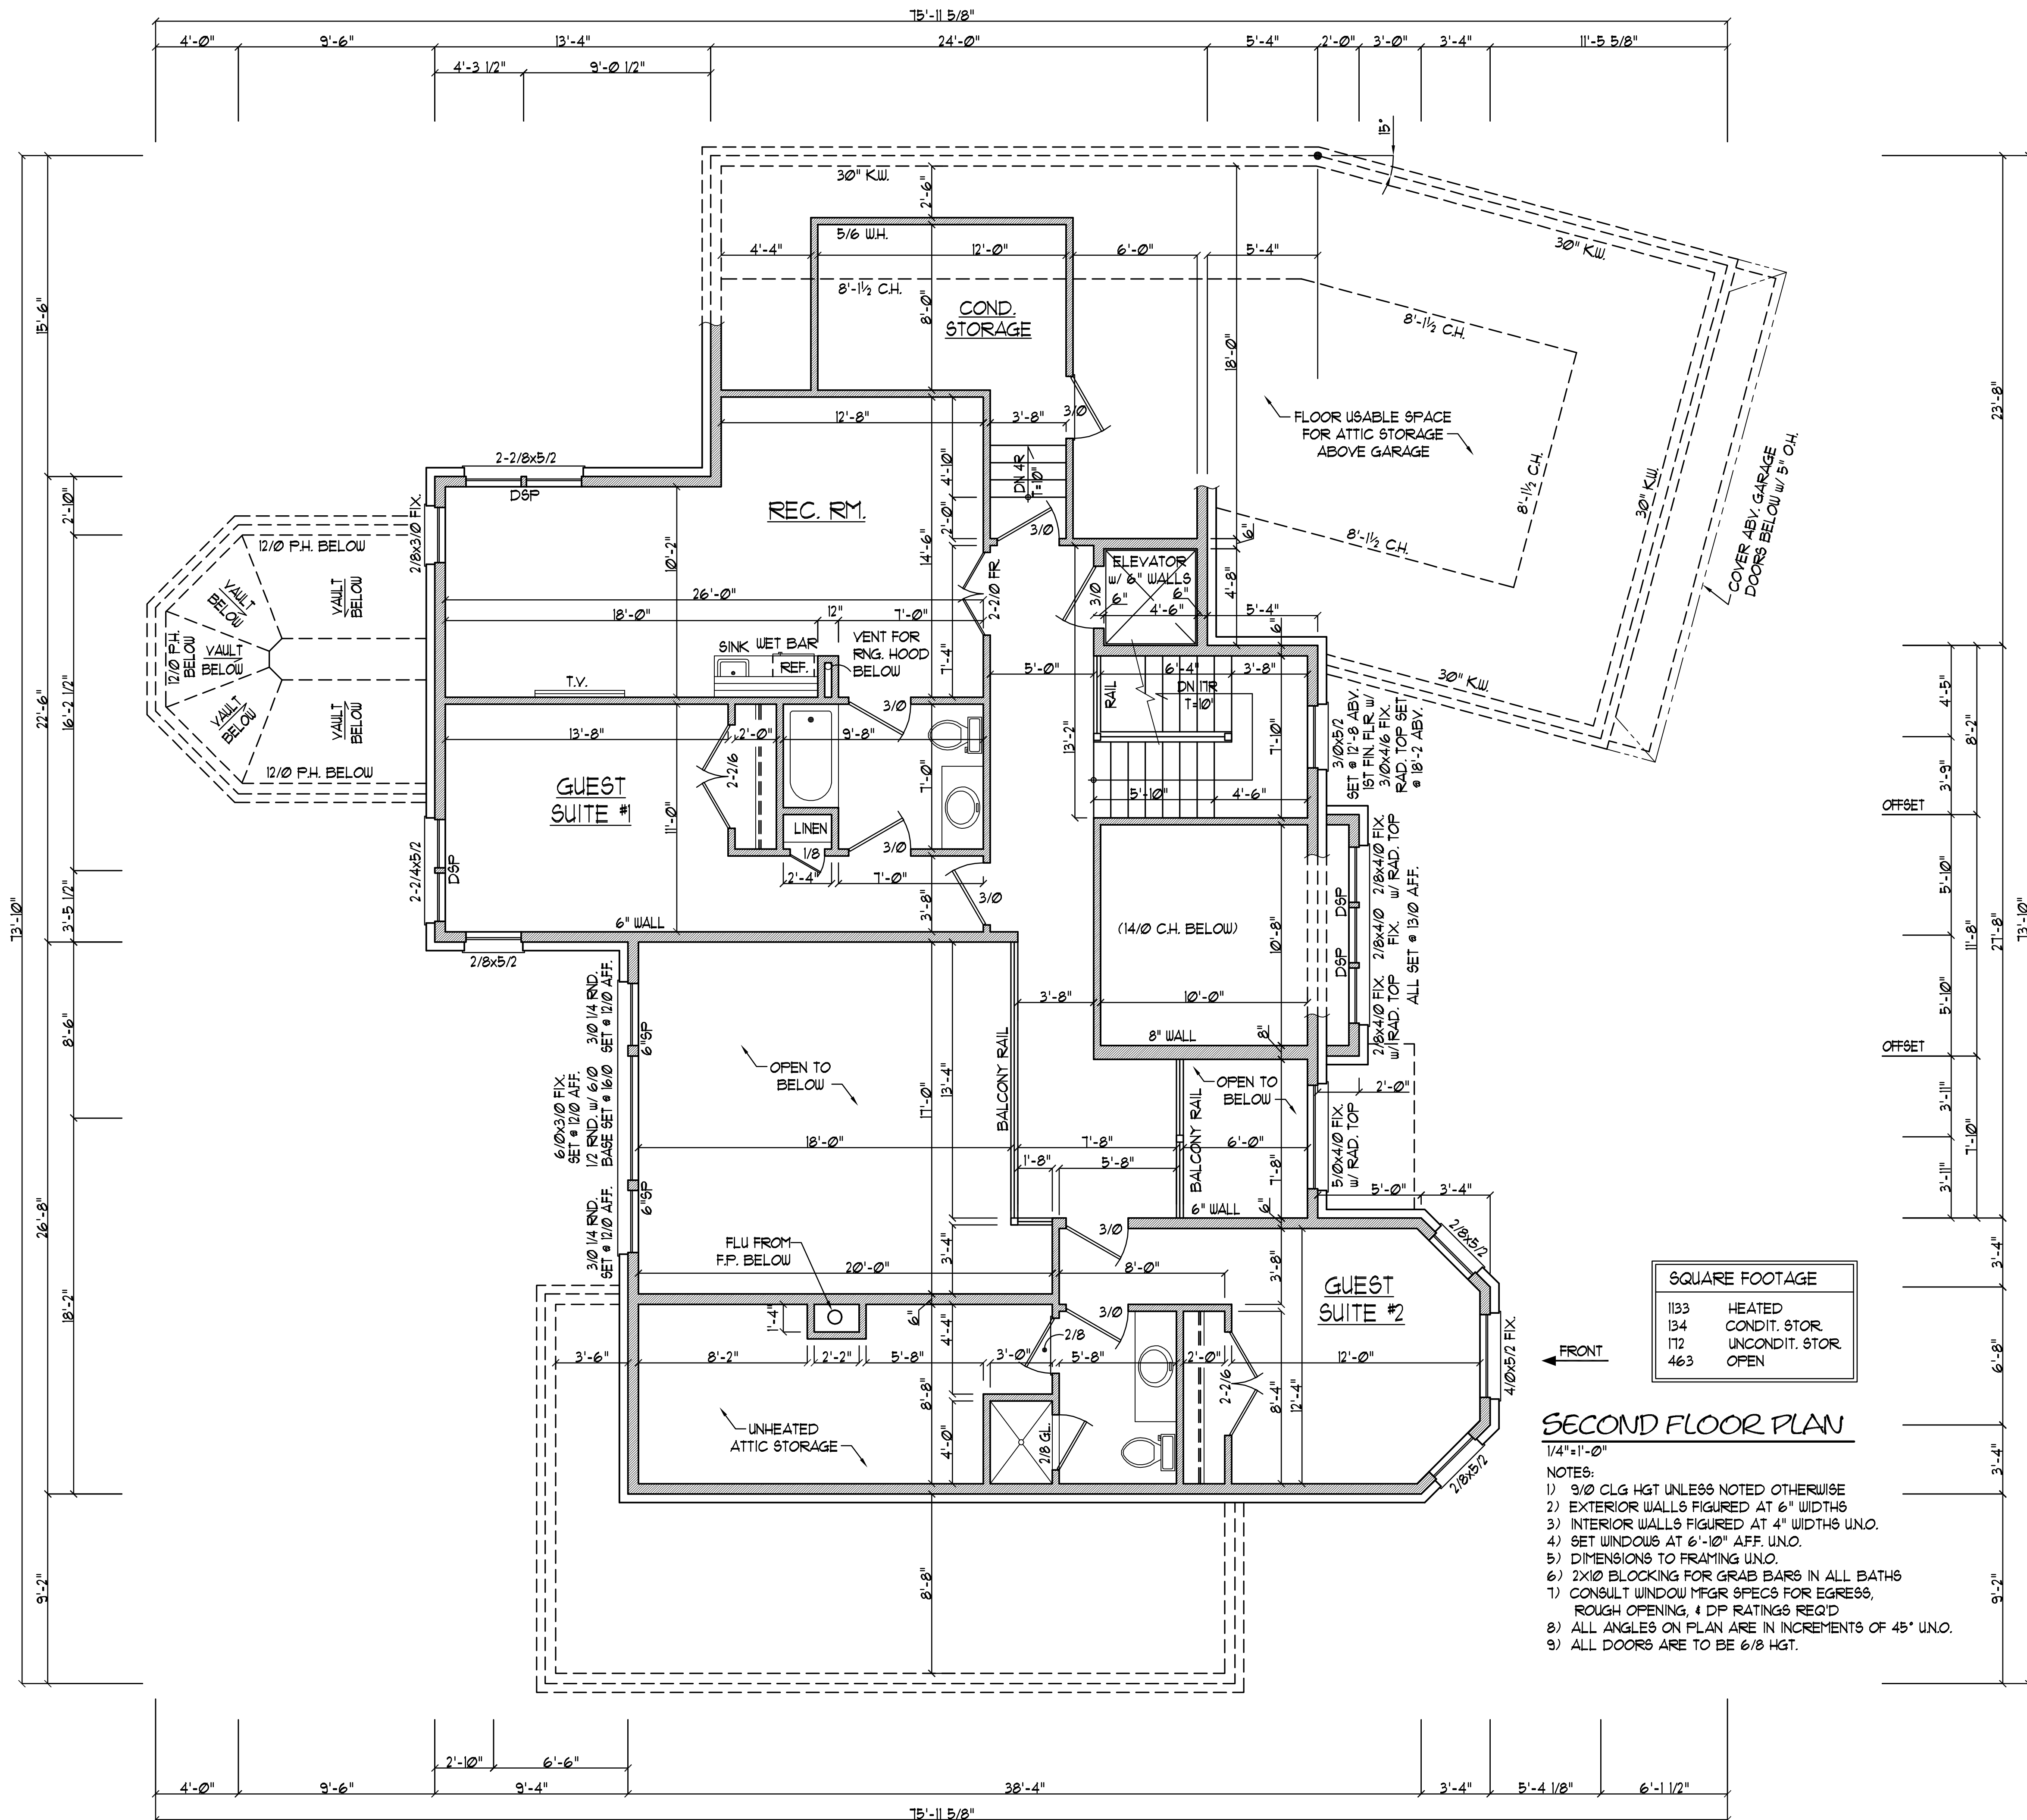 75'-11 5/8"
4'-0" 9'-6" 13'-4" 24'-0" 5'-4" 2'-0" 3'-0" 3'-4" 11'-5 5/8"
4'-3 1/2" 9'-0 1/2"
15°
30" K.W.
2'-6"
30" K.W.
5/6 W.H.
4'-4" 12'-0" 6'-0" 5'-4"
8'-1½ C.H.
8'-0"
COND.
STORAGE
18'-0"
8'-1½ C.H.
15'-6"
23'-8"
12'-8" 3'-8" 3/0
FLOOR USABLE SPACE
FOR ATTIC STORAGE
ABOVE GARAGE
COVER ABV. GARAGE
DOORS BELOW w/ 5" O.H.
30" K.W.
8'-1½ C.H.
8'-1½ C.H.
2-2/8x5/2
DSP
4'-10"
DN 4R
T=10"
2'-0"
3/0
REC. RM.
2/8x3/0 FIX.
2'-10"
12/0 P.H. BELOW
VAULT
BELOW
VAULT
BELOW
12/0 P.H.
BELOW
VAULT
BELOW
VAULT
BELOW
VAULT
BELOW
12/0 P.H. BELOW
10'-2"
14'-6"
2-2/0 FR.
ELEVATOR
w/ 6" WALLS
3/0
6"
6"
4'-6"
6"
4'-8"
5'-4"
6"
26'-0"
18'-0" 12" 7'-0"
SINK WET BAR
REF.
VENT FOR
RNG. HOOD
BELOW
7'-4"
T.V.
5'-0"
6'-4" 3'-8"
RAIL
DN 17R
T=10"
30" K.W.
22'-6"
16'-2 1/2"
3'-5 1/2"
73'-10"
3/0
13'-8" 2'-0" 9'-8"
2-2/6
GUEST
SUITE #1
11'-0"
7'-0"
13'-2"
7'-10"
5'-10" 4'-6"
3/0x5/2
SET @ 12'-8 ABV.
1ST FIN. FLR. w/
3/0x4/6 FIX.
RAD. TOP SET
@ 18'-2 ABV.
4'-5"
8'-2"
3'-9"
OFFSET
LINEN
1/8
3/0
2'-4" 7'-0"
3'-8"
3/0
2-2/4x5/2
DSP
6" WALL
2/8x5/2
(14/0 C.H. BELOW)
10'-8"
DSP
DSP
2/8x4/0 FIX.
w/ RAD. TOP
2/8x4/0
FIX.
2/8x4/0 FIX.
w/ RAD. TOP
ALL SET @ 13/0 AFF.
5'-10"
11'-8"
27'-8"
73'-10"
5'-10"
OFFSET
3'-8" 10'-0"
8" WALL
8"
8'-6"
3/0 1/4 RND.
SET @ 12/0 AFF.
6"SP
6/0x3/0 FIX.
SET @ 12/0 AFF.
1/2 RND. w/ 6/0
BASE SET @ 16/0
6"SP
3/0 1/4 RND.
SET @ 12/0 AFF.
OPEN TO
BELOW
17'-0"
13'-4"
BALCONY RAIL
OPEN TO
BELOW
BALCONY RAIL
2'-0"
5/0x4/0 FIX.
w/ RAD. TOP
3'-11"
7'-10"
3'-11"
18'-0" 7'-8" 6'-0"
1'-8" 5'-8"
7'-8"
6" WALL
6"
5'-0" 3'-4"
26'-8"
18'-2"
FLU FROM
F.P. BELOW
3'-4"
3/0
2/8x5/2
20'-0" 8'-0"
3'-8"
GUEST
SUITE #2
3'-4"
SQUARE FOOTAGE
1133 HEATED
134 CONDIT. STOR.
172 UNCONDIT. STOR.
463 OPEN
1'-4"
6"
4'-4"
3/0
2/8
3'-6" 8'-2" 2'-2" 5'-8" 3'-0" 5'-8" 2'-0" 12'-0"
2-2/6
8'-8"
8'-4"
12'-4"
4/0x5/2 FIX.
FRONT
6'-8"
UNHEATED
ATTIC STORAGE
4'-0"
2/8 GL.
2/8x5/2
3'-4"
SECOND FLOOR PLAN
1/4"=1'-0"
NOTES:
1) 9/0 CLG HGT UNLESS NOTED OTHERWISE
2) EXTERIOR WALLS FIGURED AT 6" WIDTHS
3) INTERIOR WALLS FIGURED AT 4" WIDTHS U.N.O.
4) SET WINDOWS AT 6'-10" A.F.F. U.N.O.
5) DIMENSIONS TO FRAMING U.N.O.
6) 2X10 BLOCKING FOR GRAB BARS IN ALL BATHS
7) CONSULT WINDOW MFGR SPECS FOR EGRESS,
ROUGH OPENING, & DP RATINGS REQ'D
8) ALL ANGLES ON PLAN ARE IN INCREMENTS OF 45° U.N.O.
9) ALL DOORS ARE TO BE 6/8 HGT.
9'-2"
8'-8"
9'-2"
2'-10" 6'-6"
4'-0" 9'-6" 9'-4" 38'-4" 3'-4" 5'-4 1/8" 6'-1 1/2"
75'-11 5/8"